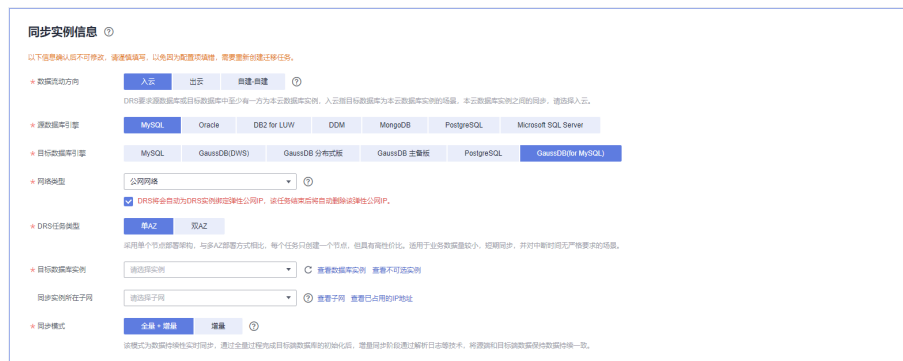 同步实例信息 ?
以下信息确认后不可修改，请谨慎填写，以免因为配置项填错，需要重新创建迁移任务。
* 数据流动方向 入云 出云 自建-自建 ?
DRS要求源数据库或目标数据库中至少有一方为本云数据库实例，入云指目标数据库为本云数据库实例的场景，本云数据库实例之间的同步，请选择入云。
* 源数据库引擎 MySQL Oracle DB2 for LUW DDM MongoDB PostgreSQL Microsoft SQL Server
* 目标数据库引擎 MySQL GaussDB(DWS) GaussDB 分布式版 GaussDB 主备版 PostgreSQL GaussDB(for MySQL)
* 网络类型 公网网络 ?
DRS将会自动为DRS实例绑定弹性公网IP，该任务结束后将自动删除该弹性公网IP。
* DRS任务类型 单AZ 双AZ
采用单个节点部署架构，与多AZ部署方式相比，每个任务只创建一个节点，但具有高性价比。适用于业务数据量较小，短期同步，并对中断时间无严格要求的场景。
* 目标数据库实例 请选择实例 查看数据库实例 查看不可选实例
同步实例所在子网 请选择子网 ? 查看子网 查看已占用的IP地址
* 同步模式 全量+增量 增量 ?
该模式为数据持续性实时同步，通过全量过程完成目标端数据库的初始化后，增量同步阶段通过解析日志等技术，将源端和目标端数据保持数据持续一致。